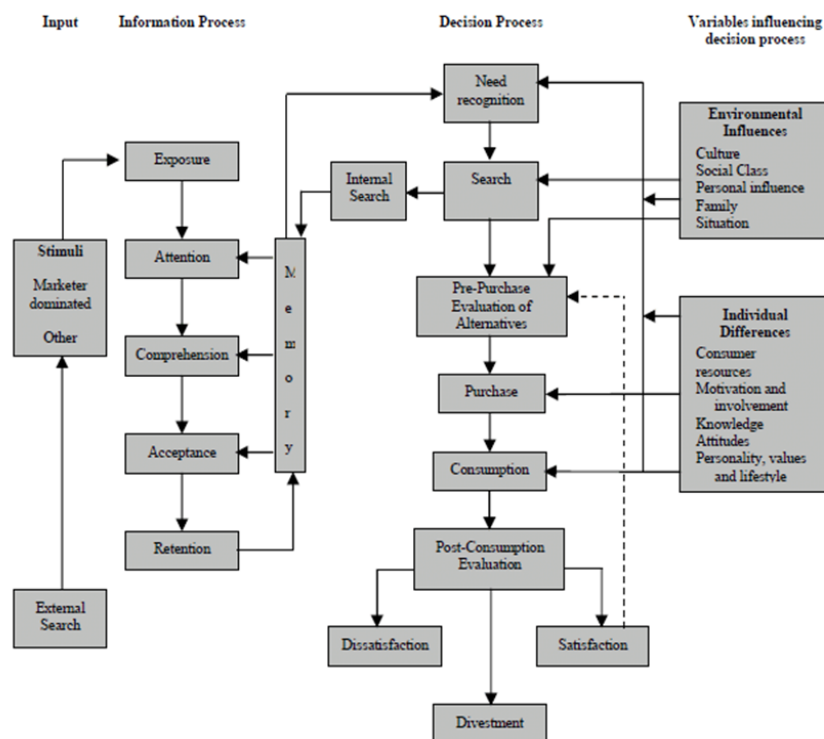 Input
Information Process
Decision Process
Variables influencing
decision process
Need
recognition
Environmental
Influences
Culture
Social Class
Personal influence
Family
Situation
Exposure
Internal
Search
Search
Stimuli
Marketer
dominated
Other
Attention
M
e
m
o
r
y
Pre-Purchase
Evaluation of
Alternatives
Individual
Differences
Consumer
resources
Motivation and
involvement
Knowledge
Attitudes
Personality, values
and lifestyle
Comprehension
Purchase
Acceptance
Consumption
Retention
Post-Consumption
Evaluation
External
Search
Dissatisfaction
Satisfaction
Divestment